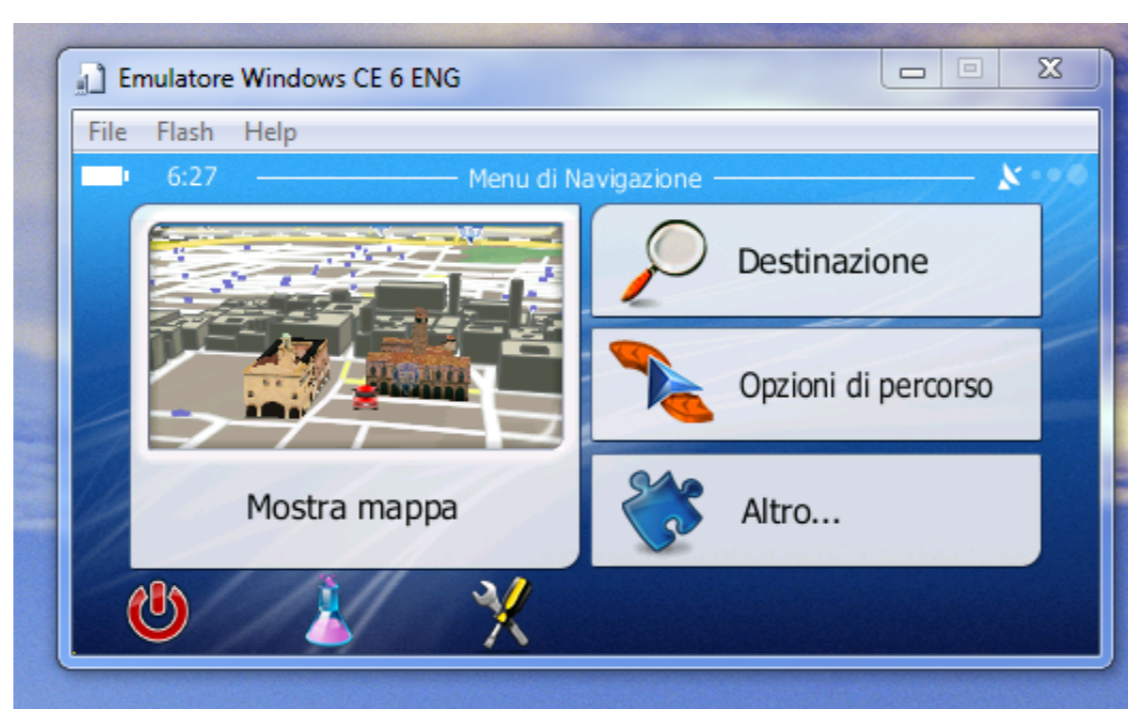 Emulatore Windows CE 6 ENG
File Flash Help
6:27 Menu di Navigazione
Destinazione
Opzioni di percorso
Mostra mappa
Altro...